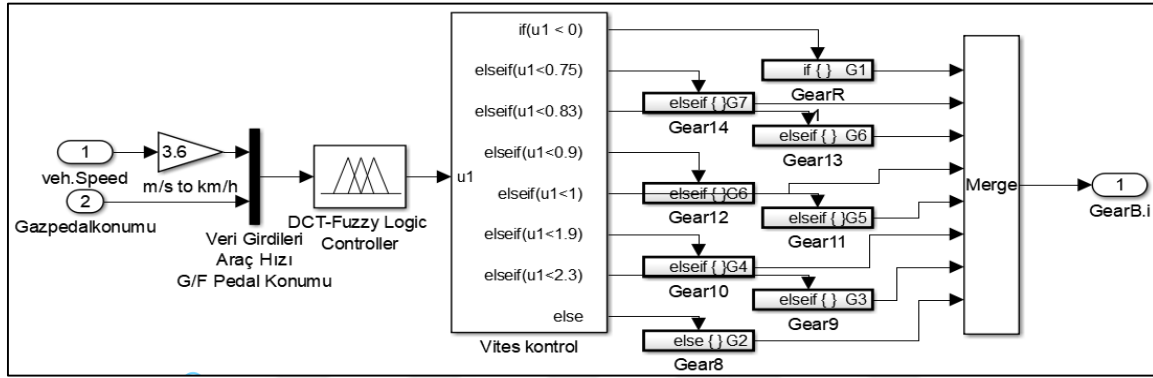 if(u1 < 0)
elseif(u1<0.75)
elseif(u1<0.83)
elseif(u1<0.9)
elseif(u1<1)
elseif(u1<1.9)
elseif(u1<2.3)
else
u1
Vites kontrol
1
veh.Speed
3.6
m/s to km/h
2
Gazpedalkonumu
Veri Girdileri
Araç Hızı
G/F Pedal Konumu
DCT-Fuzzy Logic
Controller
if { } G1
GearR
1
elseif { }G7
Gear14
elseif { } G6
Gear13
elseif { }G6
Gear12
elseif { }G5
Gear11
elseif { }G4
Gear10
elseif { } G3
Gear9
else { } G2
Gear8
Merge
1
GearB.i